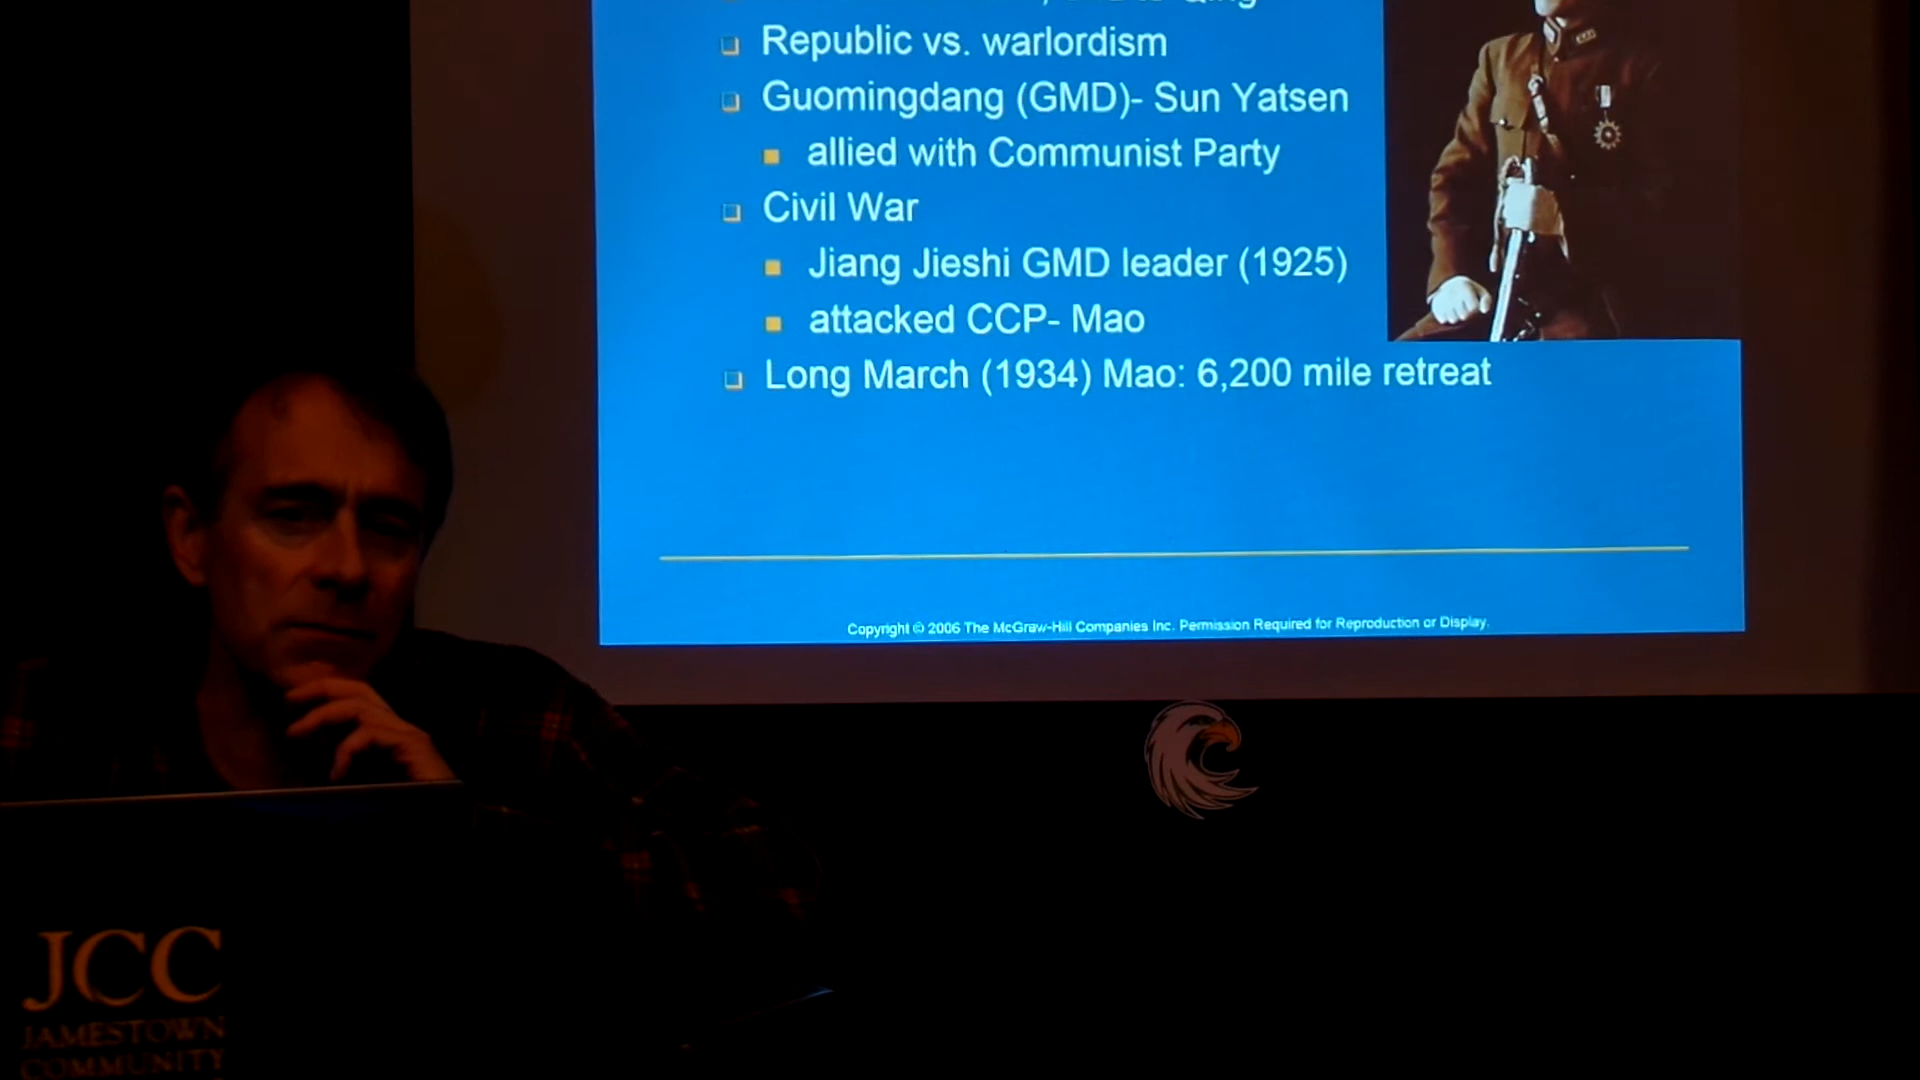 Republic vs. warlordism
Guomingdang (GMD)- Sun Yatsen
allied with Communist Party
Civil War
Jiang Jieshi GMD leader (1925)
attacked CCP- Mao
Long March (1934) Mao: 6,200 mile retreat
Copyright © 2006 The McGraw-Hill Companies Inc. Permission Required for Reproduction or Display.
JCC
JAMESTOWN
COMMUNITY